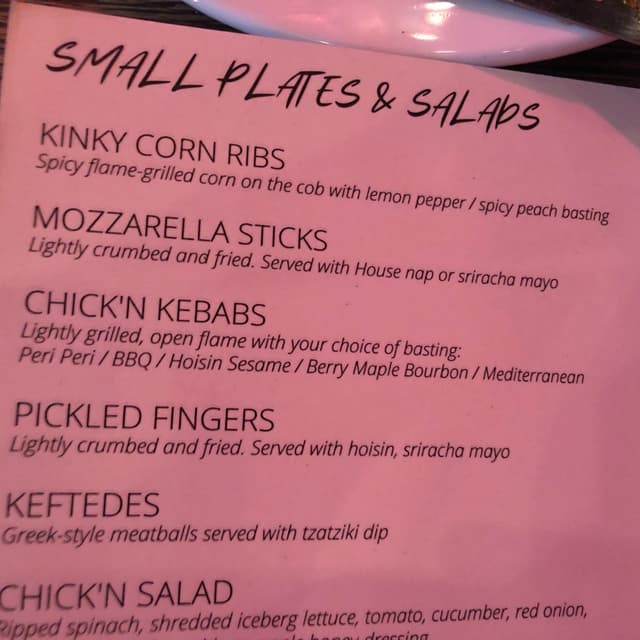 SMALL PLATES & SALADS
KINKY CORN RIBS
Spicy flame-grilled corn on the cob with lemon pepper / spicy peach basting
MOZZARELLA STICKS
Lightly crumbed and fried. Served with House nap or sriracha mayo
CHICK'N KEBABS
Lightly grilled, open flame with your choice of basting:
Peri Peri / BBQ / Hoisin Sesame / Berry Maple Bourbon / Mediterranean
PICKLED FINGERS
Lightly crumbed and fried. Served with hoisin, sriracha mayo
KEFTEDES
Greek-style meatballs served with tzatziki dip
CHICK'N SALAD
Ripped spinach, shredded iceberg lettuce, tomato, cucumber, red onion,
honey dressing